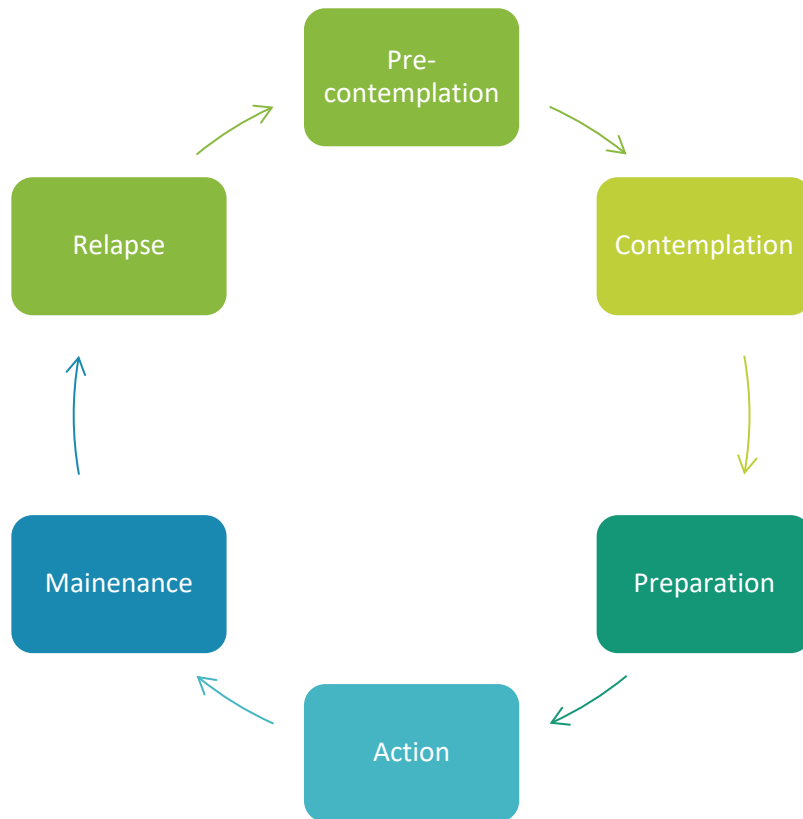 Pre-
contemplation
Contemplation
Preparation
Action
Mainenance
Relapse